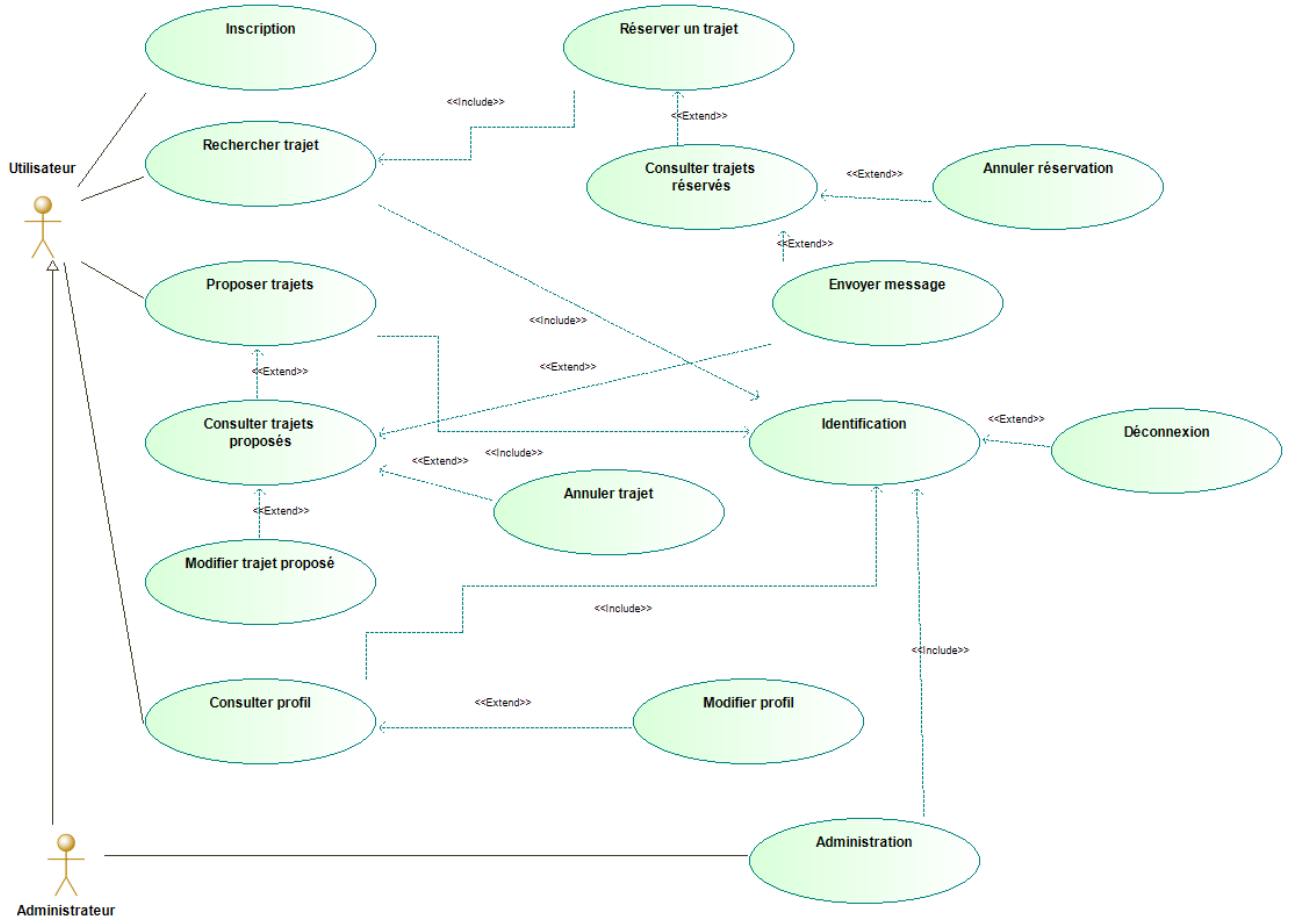 Inscription
Réserver un trajet
<<Include>>
<<Extend>>
Rechercher trajet
Utilisateur
Consulter trajets
réservés
<<Extend>>
Annuler réservation
<<Extend>>
Proposer trajets
Envoyer message
<<Include>>
<<Extend>>
<<Extend>>
Consulter trajets
proposés
Identification
<<Extend>>
Déconnexion
<<Include>>
<<Extend>>
Annuler trajet
<<Extend>>
Modifier trajet proposé
<<Include>>
<<Include>>
Consulter profil
<<Extend>>
Modifier profil
Administration
Administrateur